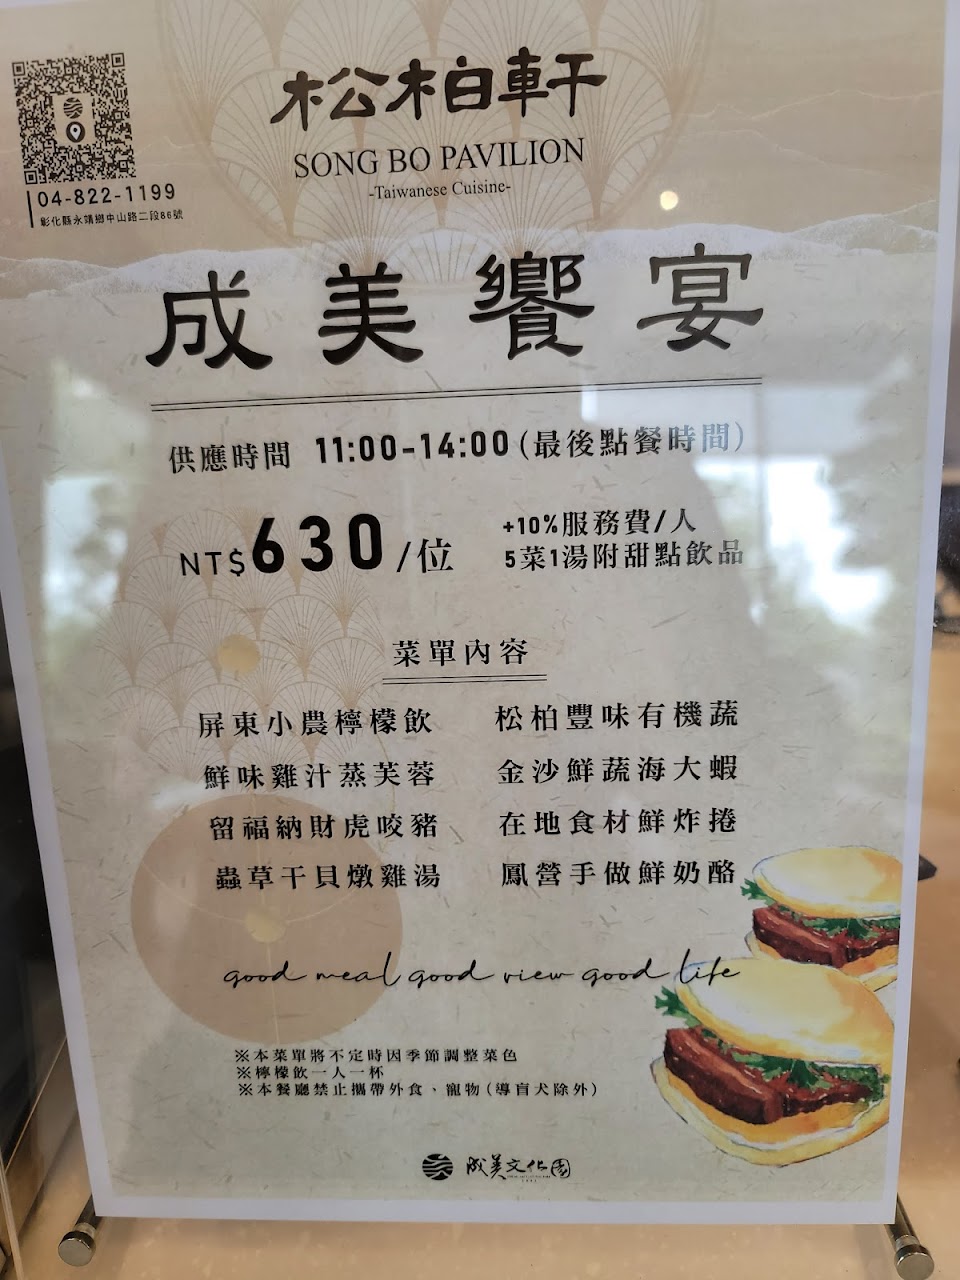 松柏軒
SONG BO PAVILION
-Taiwanese Cuisine-
04-822-1199
彰化縣永靖鄉中山路二段86號
成美饗宴
供應時間 11:00-14:00(最後點餐時間)
NT$630/位
+10%服務費/人
5菜1湯附甜點飲品
菜單內容
屏東小農檸檬飲
松柏豐味有機蔬
鮮味雞汁蒸芙蓉
金沙鮮蔬海大蝦
留福納財虎咬豬
在地食材鮮炸捲
蟲草干貝燉雞湯
鳳營手做鮮奶酪
good meal good view good life
※本菜單將不定時因季節調整菜色
※檸檬飲一人一杯
※本餐廳禁止攜帶外食、寵物(導盲犬除外)
成美文化園